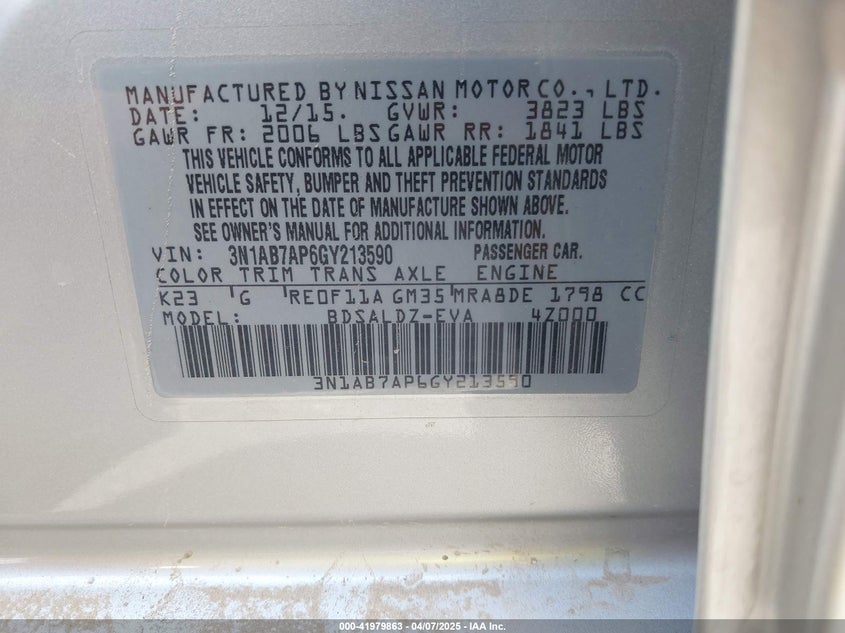 MANUFACTURED BY NISSAN MOTOR CO., LTD.
DATE: 12/15. GVWR: 3823 LBS
GAWR FR: 2006 LBS GAWR RR: 1841 LBS
THIS VEHICLE CONFORMS TO ALL APPLICABLE FEDERAL MOTOR
VEHICLE SAFETY, BUMPER AND THEFT PREVENTION STANDARDS
IN EFFECT ON THE DATE OF MANUFACTURE SHOWN ABOVE.
SEE OWNER'S MANUAL FOR ADDITIONAL INFORMATION.
VIN: 3N1AB7AP6GY213590 PASSENGER CAR.
COLOR TRIM TRANS AXLE ENGINE
K23 G RE0F11A GM35 MRA8DE 1798 CC
MODEL: BDSALDZ-EVA 4Z000
3N1AB7AP6GY213590
000-41979863 - 04/07/2025 - IAA Inc.